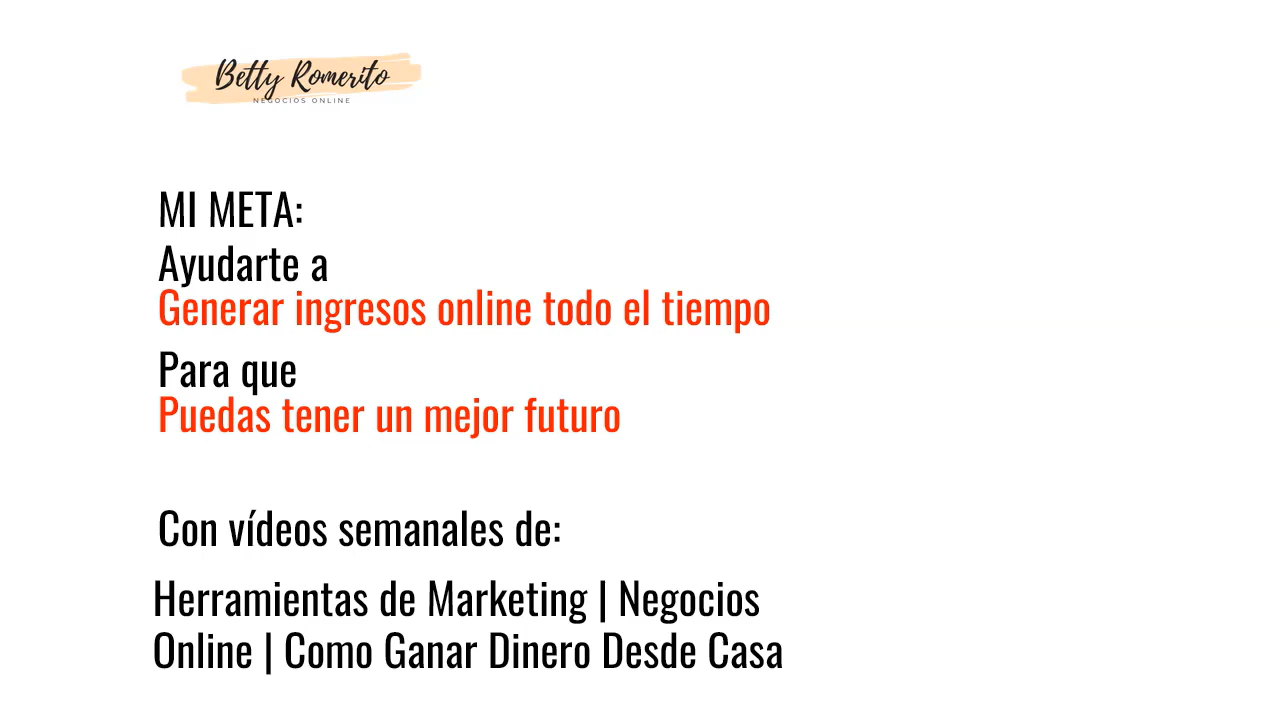 Betty Romerito
NEGOCIOS ONLINE
MI META:
Ayudarte a
Generar ingresos online todo el tiempo
Para que
Puedas tener un mejor futuro
Con vídeos semanales de:
Herramientas de Marketing | Negocios
Online | Como Ganar Dinero Desde Casa